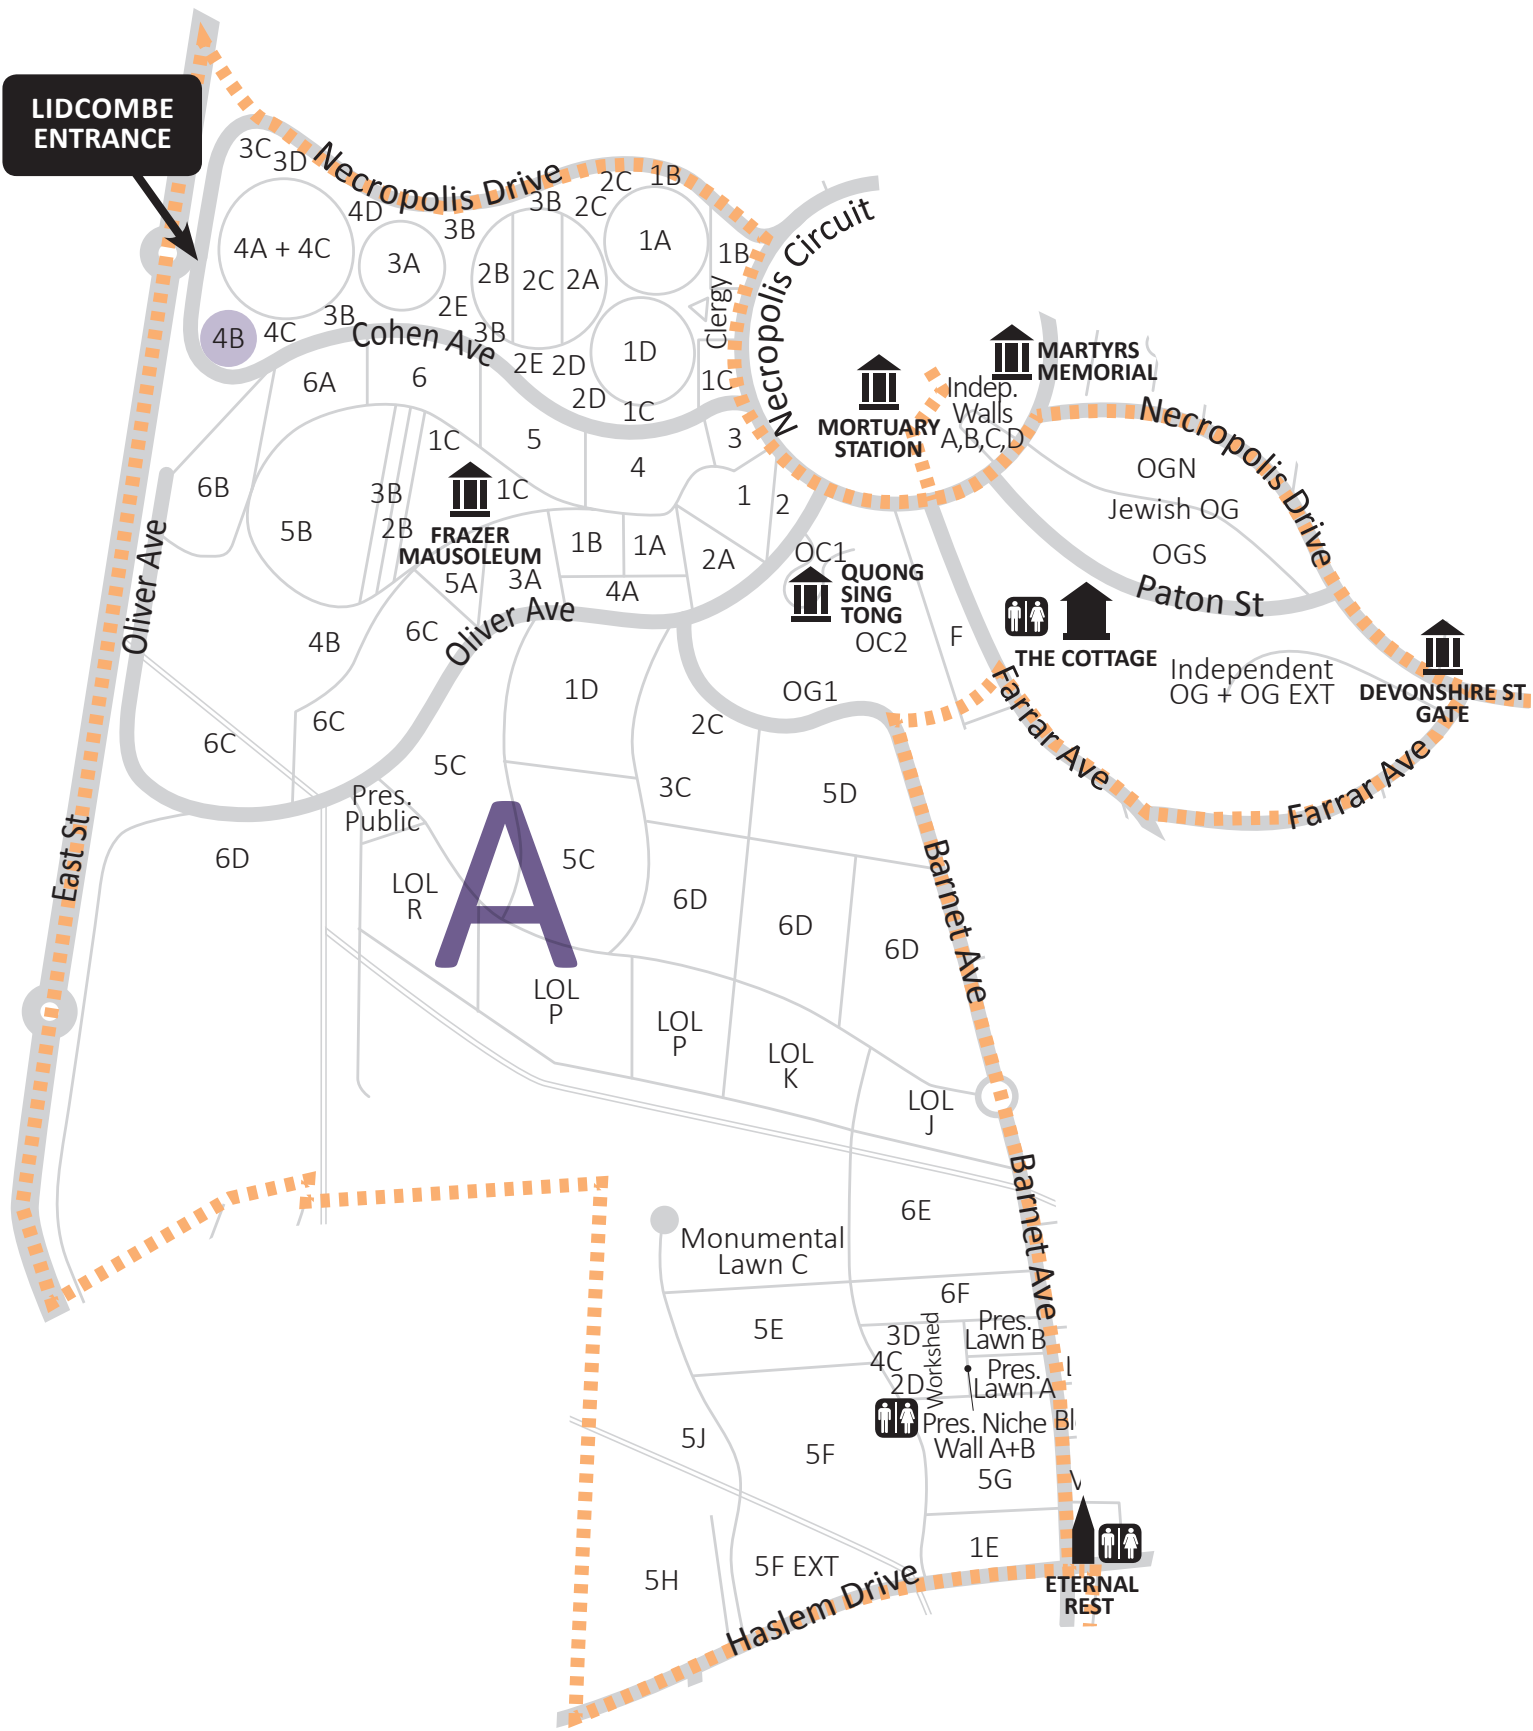 LIDCOMBE
ENTRANCE
3C
3D
Necropolis Drive
4D
3B
3B
2C
2C
1B
4A + 4C
3A
2B
2C
2A
1A
1B
Clergy
Necropolis Circuit
4B
4C
3B
2E
Cohen Ave
3B
2E
2D
1D
2D
1C
1C
6A
6
1C
5
4
3
MARTYRS
MEMORIAL
MORTUARY
STATION
Indep.
Walls
A,B,C,D
Necropolis Drive
OGN
Jewish OG
OGS
Paton St
6B
5B
3B
2B
1C
FRAZER
MAUSOLEUM
1B
1A
1
2
2A
5A
3A
4A
OC1
QUONG
SING
TONG
OC2
F
THE COTTAGE
Independent
OG + OG EXT
DEVONSHIRE ST
GATE
Oliver Ave
4B
6C
Oliver Ave
1D
OG1
2C
Farrar Ave
Farrar Ave
6C
6C
5C
3C
5D
Pres.
Public
East St
6D
LOL
R
A
5C
6D
6D
6D
Barnet Ave
LOL
P
LOL
P
LOL
K
LOL
J
Barnet Ave
6E
Monumental
Lawn C
6F
5E
3D
4C
2D
Workshed
Pres.
Lawn B
Pres.
Lawn A
Pres. Niche
Wall A+B
Bl
5J
5F
5G
5H
5F EXT
1E
Haslem Drive
ETERNAL
REST